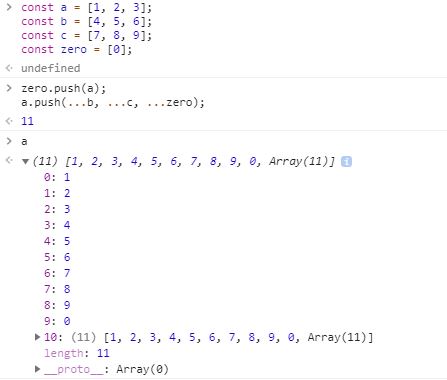 const a = [1, 2, 3];
const b = [4, 5, 6];
const c = [7, 8, 9];
const zero = [0];
undefined
zero.push(a);
a.push(...b, ...c, ...zero);
11
a
(11) [1, 2, 3, 4, 5, 6, 7, 8, 9, 0, Array(11)]
0: 1
1: 2
2: 3
3: 4
4: 5
5: 6
6: 7
7: 8
8: 9
9: 0
10: (11) [1, 2, 3, 4, 5, 6, 7, 8, 9, 0, Array(11)]
length: 11
__proto__: Array(0)